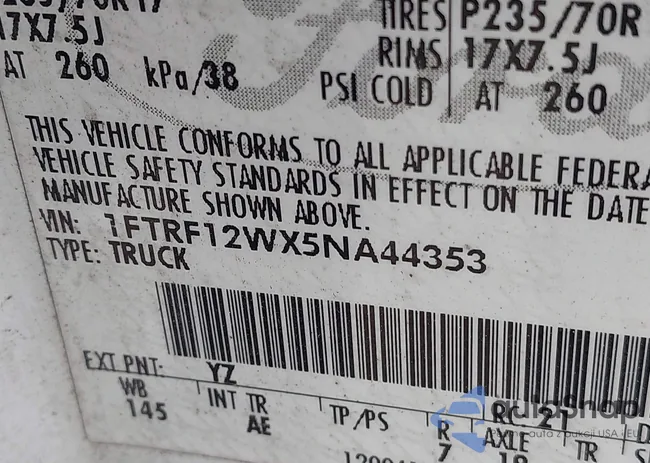 TIRES P235/70R
17X7.5J RIMS 17X7.5J
AT 260 kPa/38 PSI COLD AT 260
THIS VEHICLE CONFORMS TO ALL APPLICABLE FEDERA
VEHICLE SAFETY STANDARDS IN EFFECT ON THE DATE
MANUFACTURE SHOWN ABOVE.
VIN: 1FTRF12WX5NA44353
TYPE: TRUCK
EXT PNT: YZ RC: 21
WB INT TR TP/PS R AXLE TR
145 AE 7